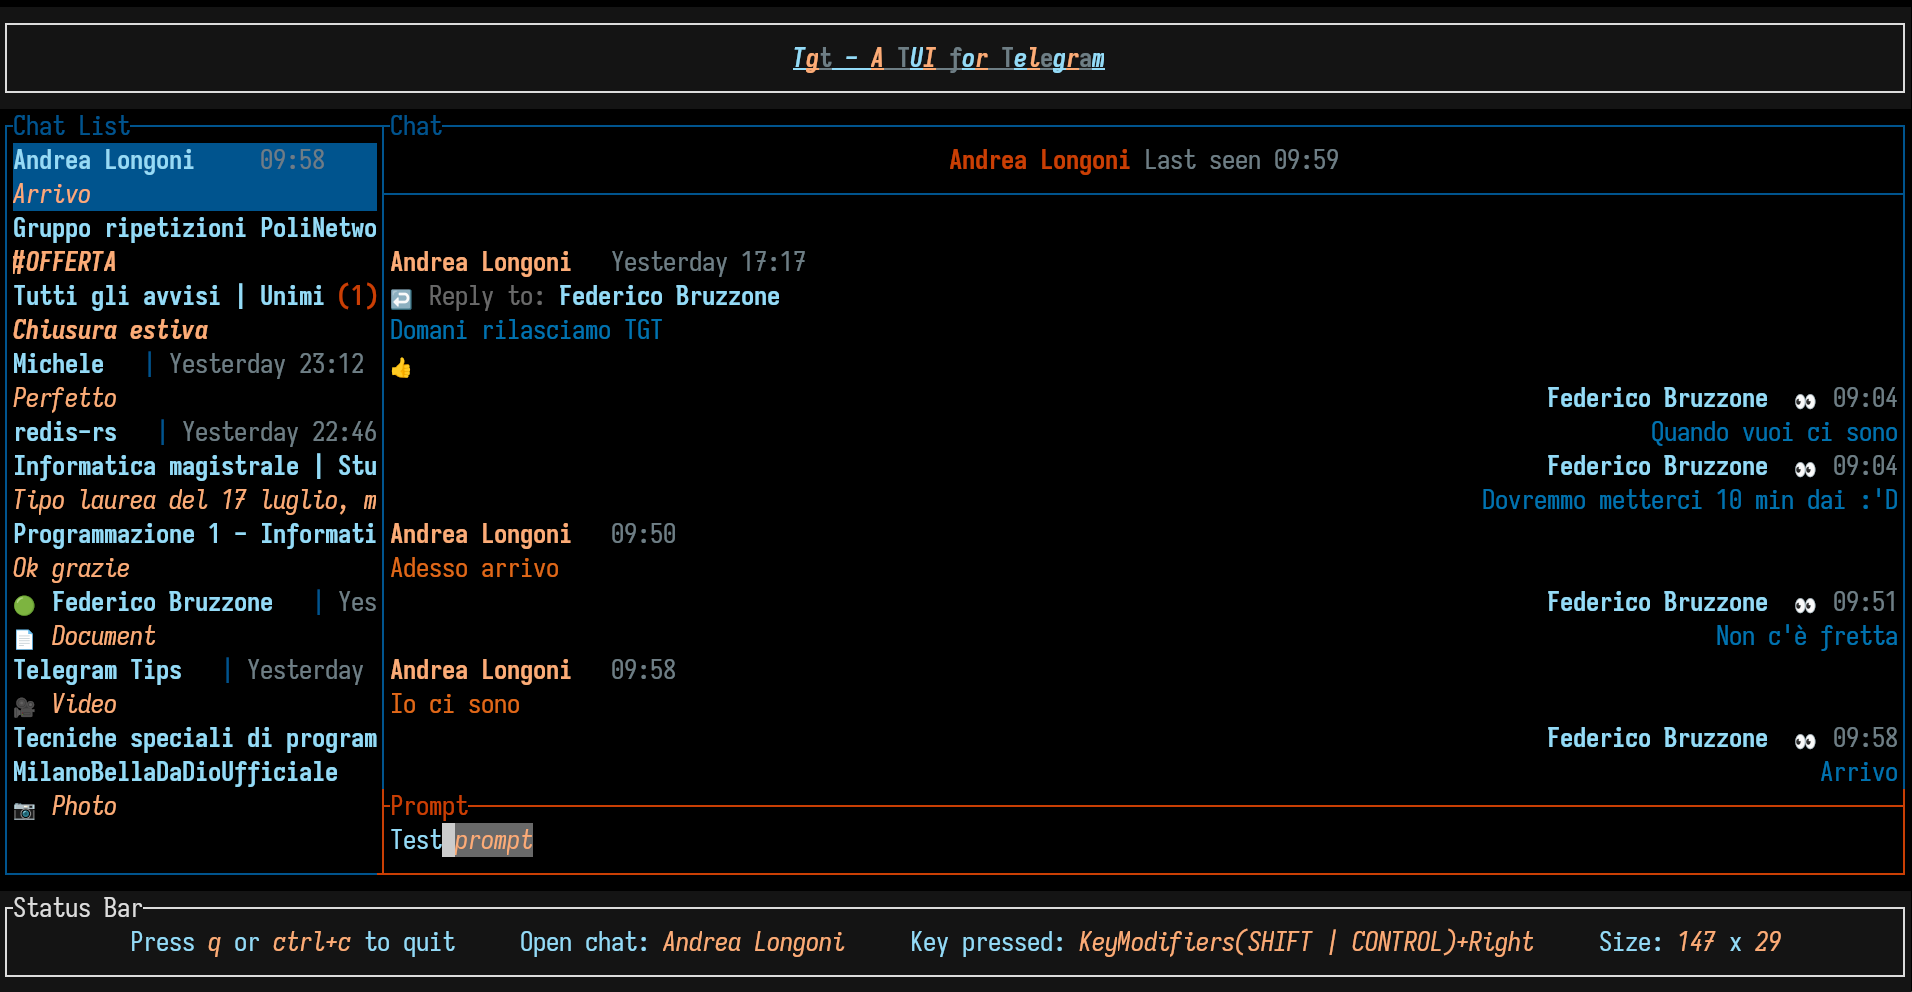 Tgt - A TUI for Telegram
Chat List
Andrea Longoni 09:58
Arrivo
Gruppo ripetizioni PoliNetwo
#OFFERTA
Tutti gli avvisi | Unimi (1)
Chiusura estiva
Michele | Yesterday 23:12
Perfetto
redis-rs | Yesterday 22:46
Informatica magistrale | Stu
Tipo laurea del 17 luglio, m
Programmazione 1 - Informati
Ok grazie
Federico Bruzzone | Yes
Document
Telegram Tips | Yesterday
Video
Tecniche speciali di program
MilanoBellaDaDioUfficiale
Photo
Chat
Andrea Longoni Last seen 09:59
Andrea Longoni Yesterday 17:17
Reply to: Federico Bruzzone
Domani rilasciamo TGT
👍
Federico Bruzzone 👀 09:04
Quando vuoi ci sono
Federico Bruzzone 👀 09:04
Dovremmo metterci 10 min dai :'D
Andrea Longoni 09:50
Adesso arrivo
Federico Bruzzone 👀 09:51
Non c'è fretta
Andrea Longoni 09:58
Io ci sono
Federico Bruzzone 👀 09:58
Arrivo
Prompt
Test prompt
Status Bar
Press q or ctrl+c to quit Open chat: Andrea Longoni Key pressed: KeyModifiers(SHIFT | CONTROL)+Right Size: 147 x 29